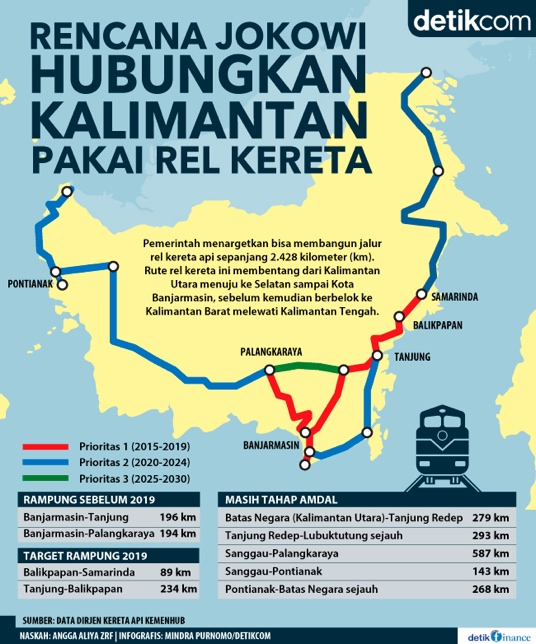 detikcom
RENCANA JOKOWI
HUBUNGKAN
KALIMANTAN
PAKAI REL KERETA
Pemerintah menargetkan bisa membangun jalur
rel kereta api sepanjang 2.428 kilometer (km).
Rute rel kereta ini membentang dari Kalimantan
Utara menuju ke Selatan sampai Kota
Banjarmasin, sebelum kemudian berbelok ke
Kalimantan Barat melewati Kalimantan Tengah.
PONTIANAK
SAMARINDA
BALIKPAPAN
PALANGKARAYA
TANJUNG
BANJARMASIN
Prioritas 1 (2015-2019)
Prioritas 2 (2020-2024)
Prioritas 3 (2025-2030)
RAMPUNG SEBELUM 2019
Banjarmasin-Tanjung 196 km
Banjarmasin-Palangkaraya 194 km
TARGET RAMPUNG 2019
Balikpapan-Samarinda 89 km
Tanjung-Balikpapan 234 km
MASIH TAHAP AMDAL
Batas Negara (Kalimantan Utara)-Tanjung Redep 279 km
Tanjung Redep-Lubuktutung sejauh 293 km
Sanggau-Palangkaraya 587 km
Sanggau-Pontianak 143 km
Pontianak-Batas Negara sejauh 268 km
SUMBER: DATA DIRJEN KERETA API KEMENHUB
NASKAH: ANGGA ALIYA ZRF | INFOGRAFIS: MINDRA PURNOMO/DETIKCOM
detikfinance